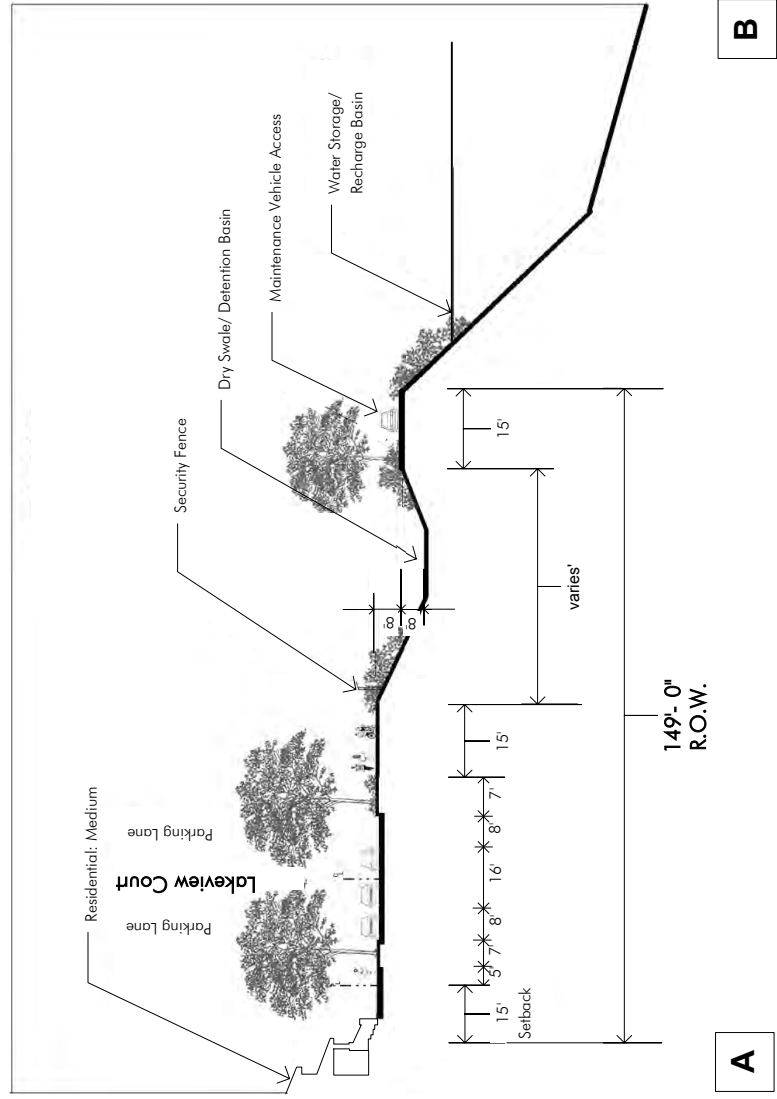 Residential: Medium
Security Fence
Dry Swale/ Detention Basin
Maintenance Vehicle Access
Water Storage/
Recharge Basin
Parking Lane
Lakeview Court
Parking Lane
8'
8'
15'
Setback
5'
7'
8'
16'
8'
7'
15'
varies'
15'
149'- 0"
R.O.W.
A
B